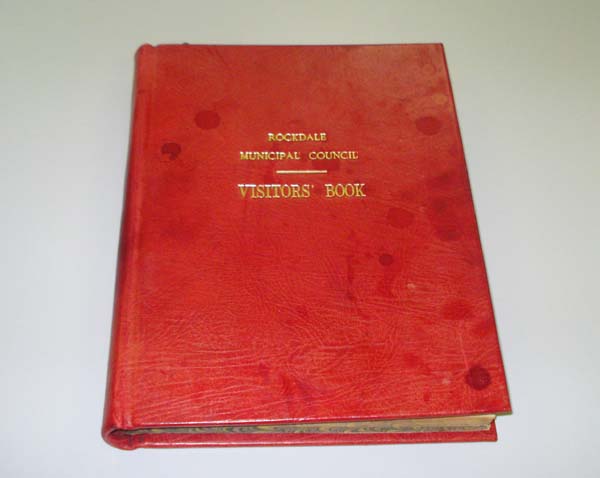 ROCKDALE
MUNICIPAL COUNCIL
VISITORS' BOOK